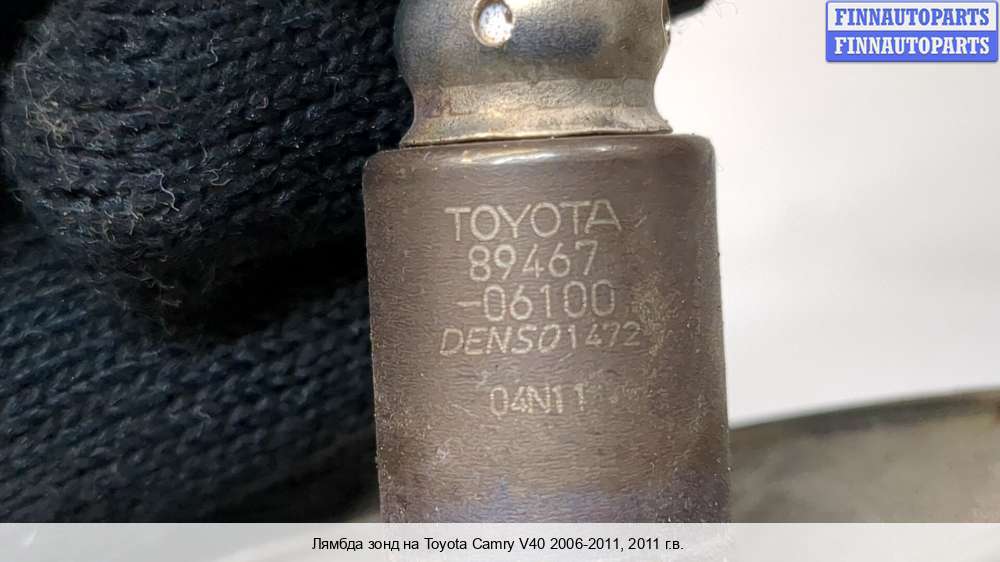 FINNAUTOPARTS
FINNAUTOPARTS
TOYOTA
89467
-06100
DENSO1472
04N11
Лямбда зонд на Toyota Camry V40 2006-2011, 2011 г.в.